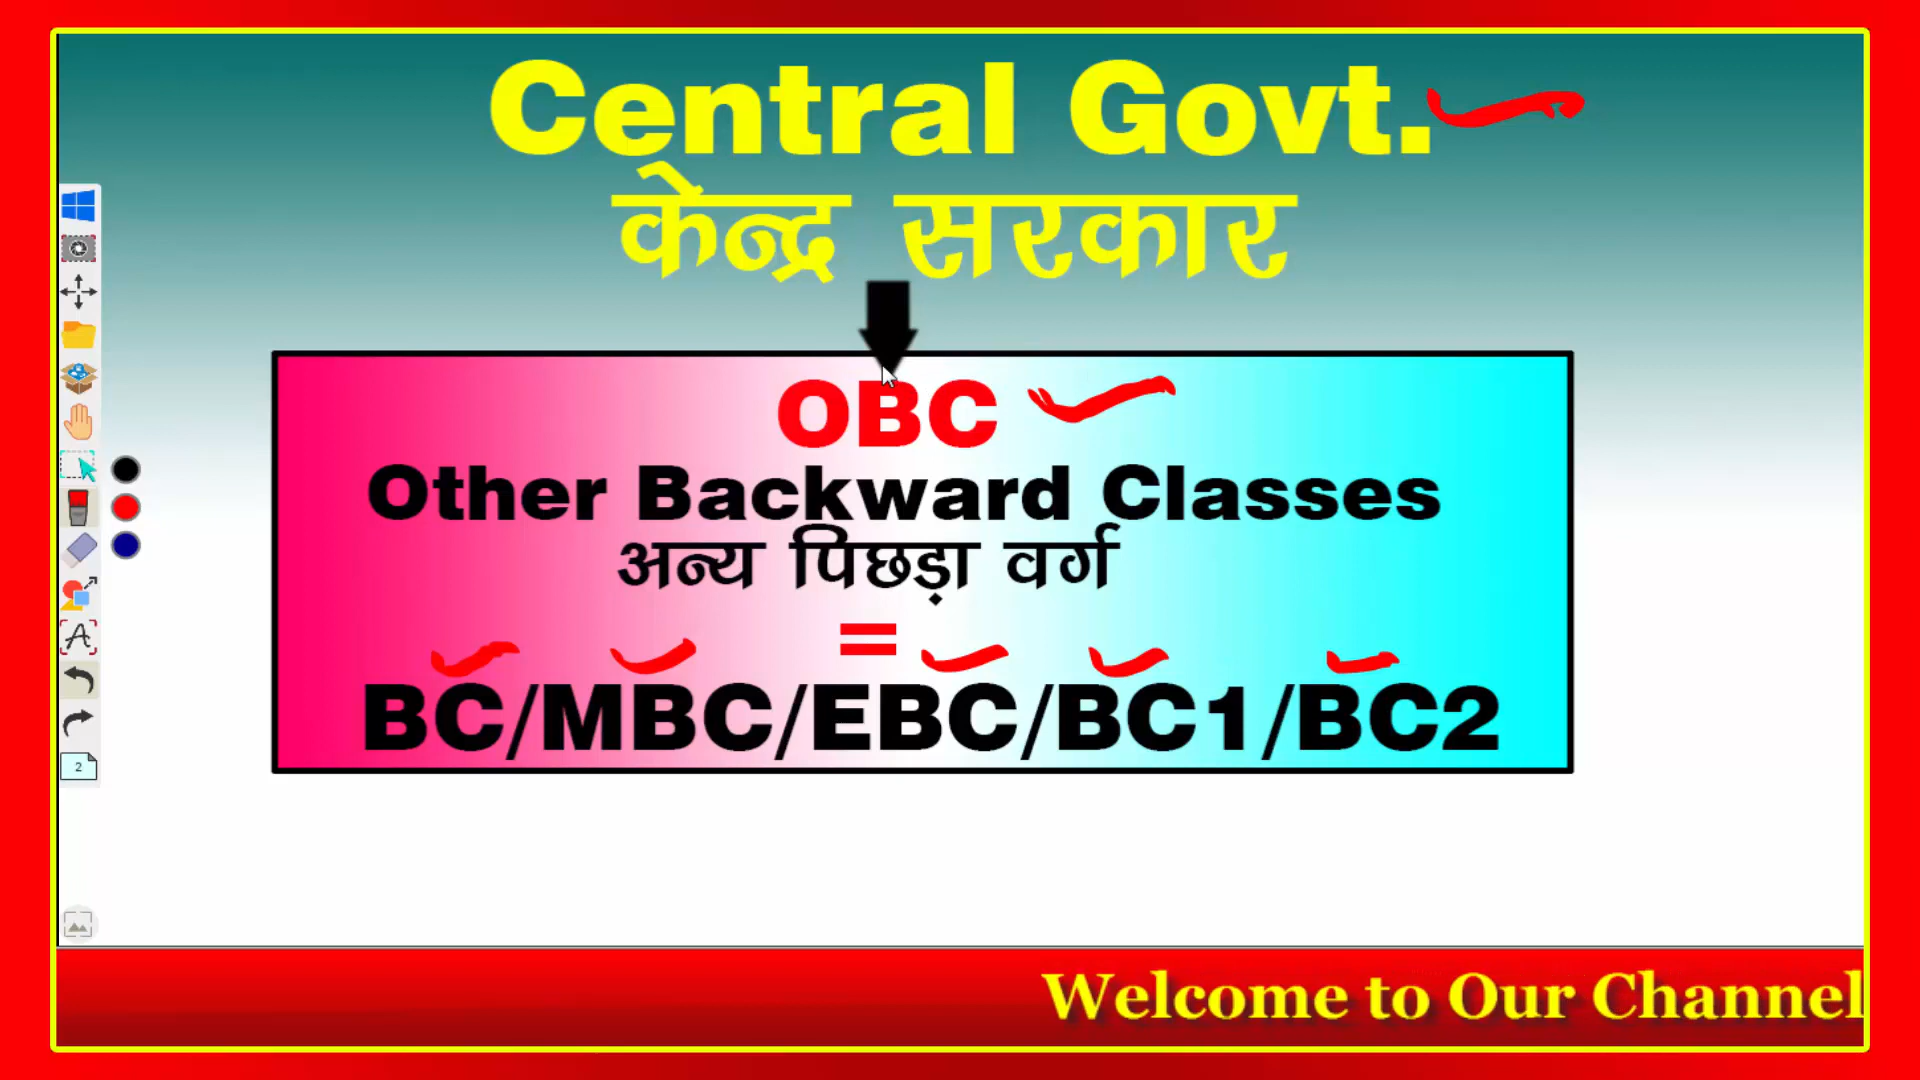 Central Govt.
केन्द्र सरकार
OBC
Other Backward Classes
अन्य पिछड़ा वर्ग
=
BC/MBC/EBC/BC1/BC2
2
Welcome to Our Channel